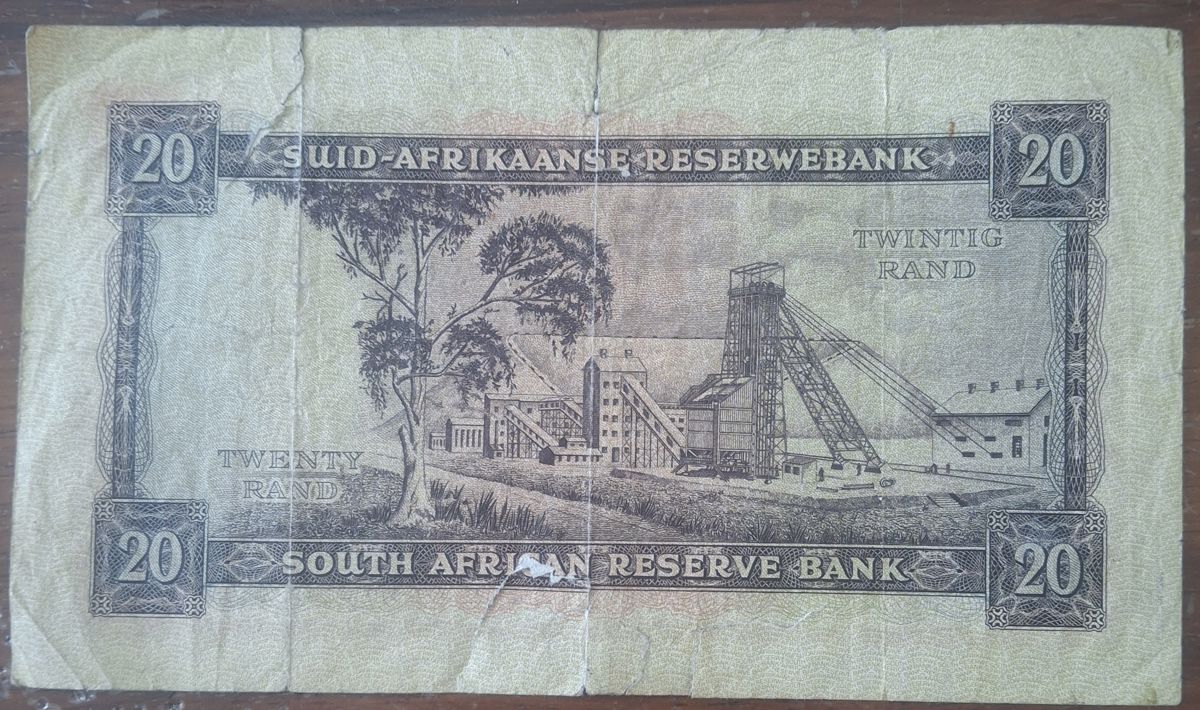 20 SUID-AFRIKAANSE RESERWEBANK 20
TWINTIG
RAND
TWENTY
RAND
20 SOUTH AFRICAN RESERVE BANK 20